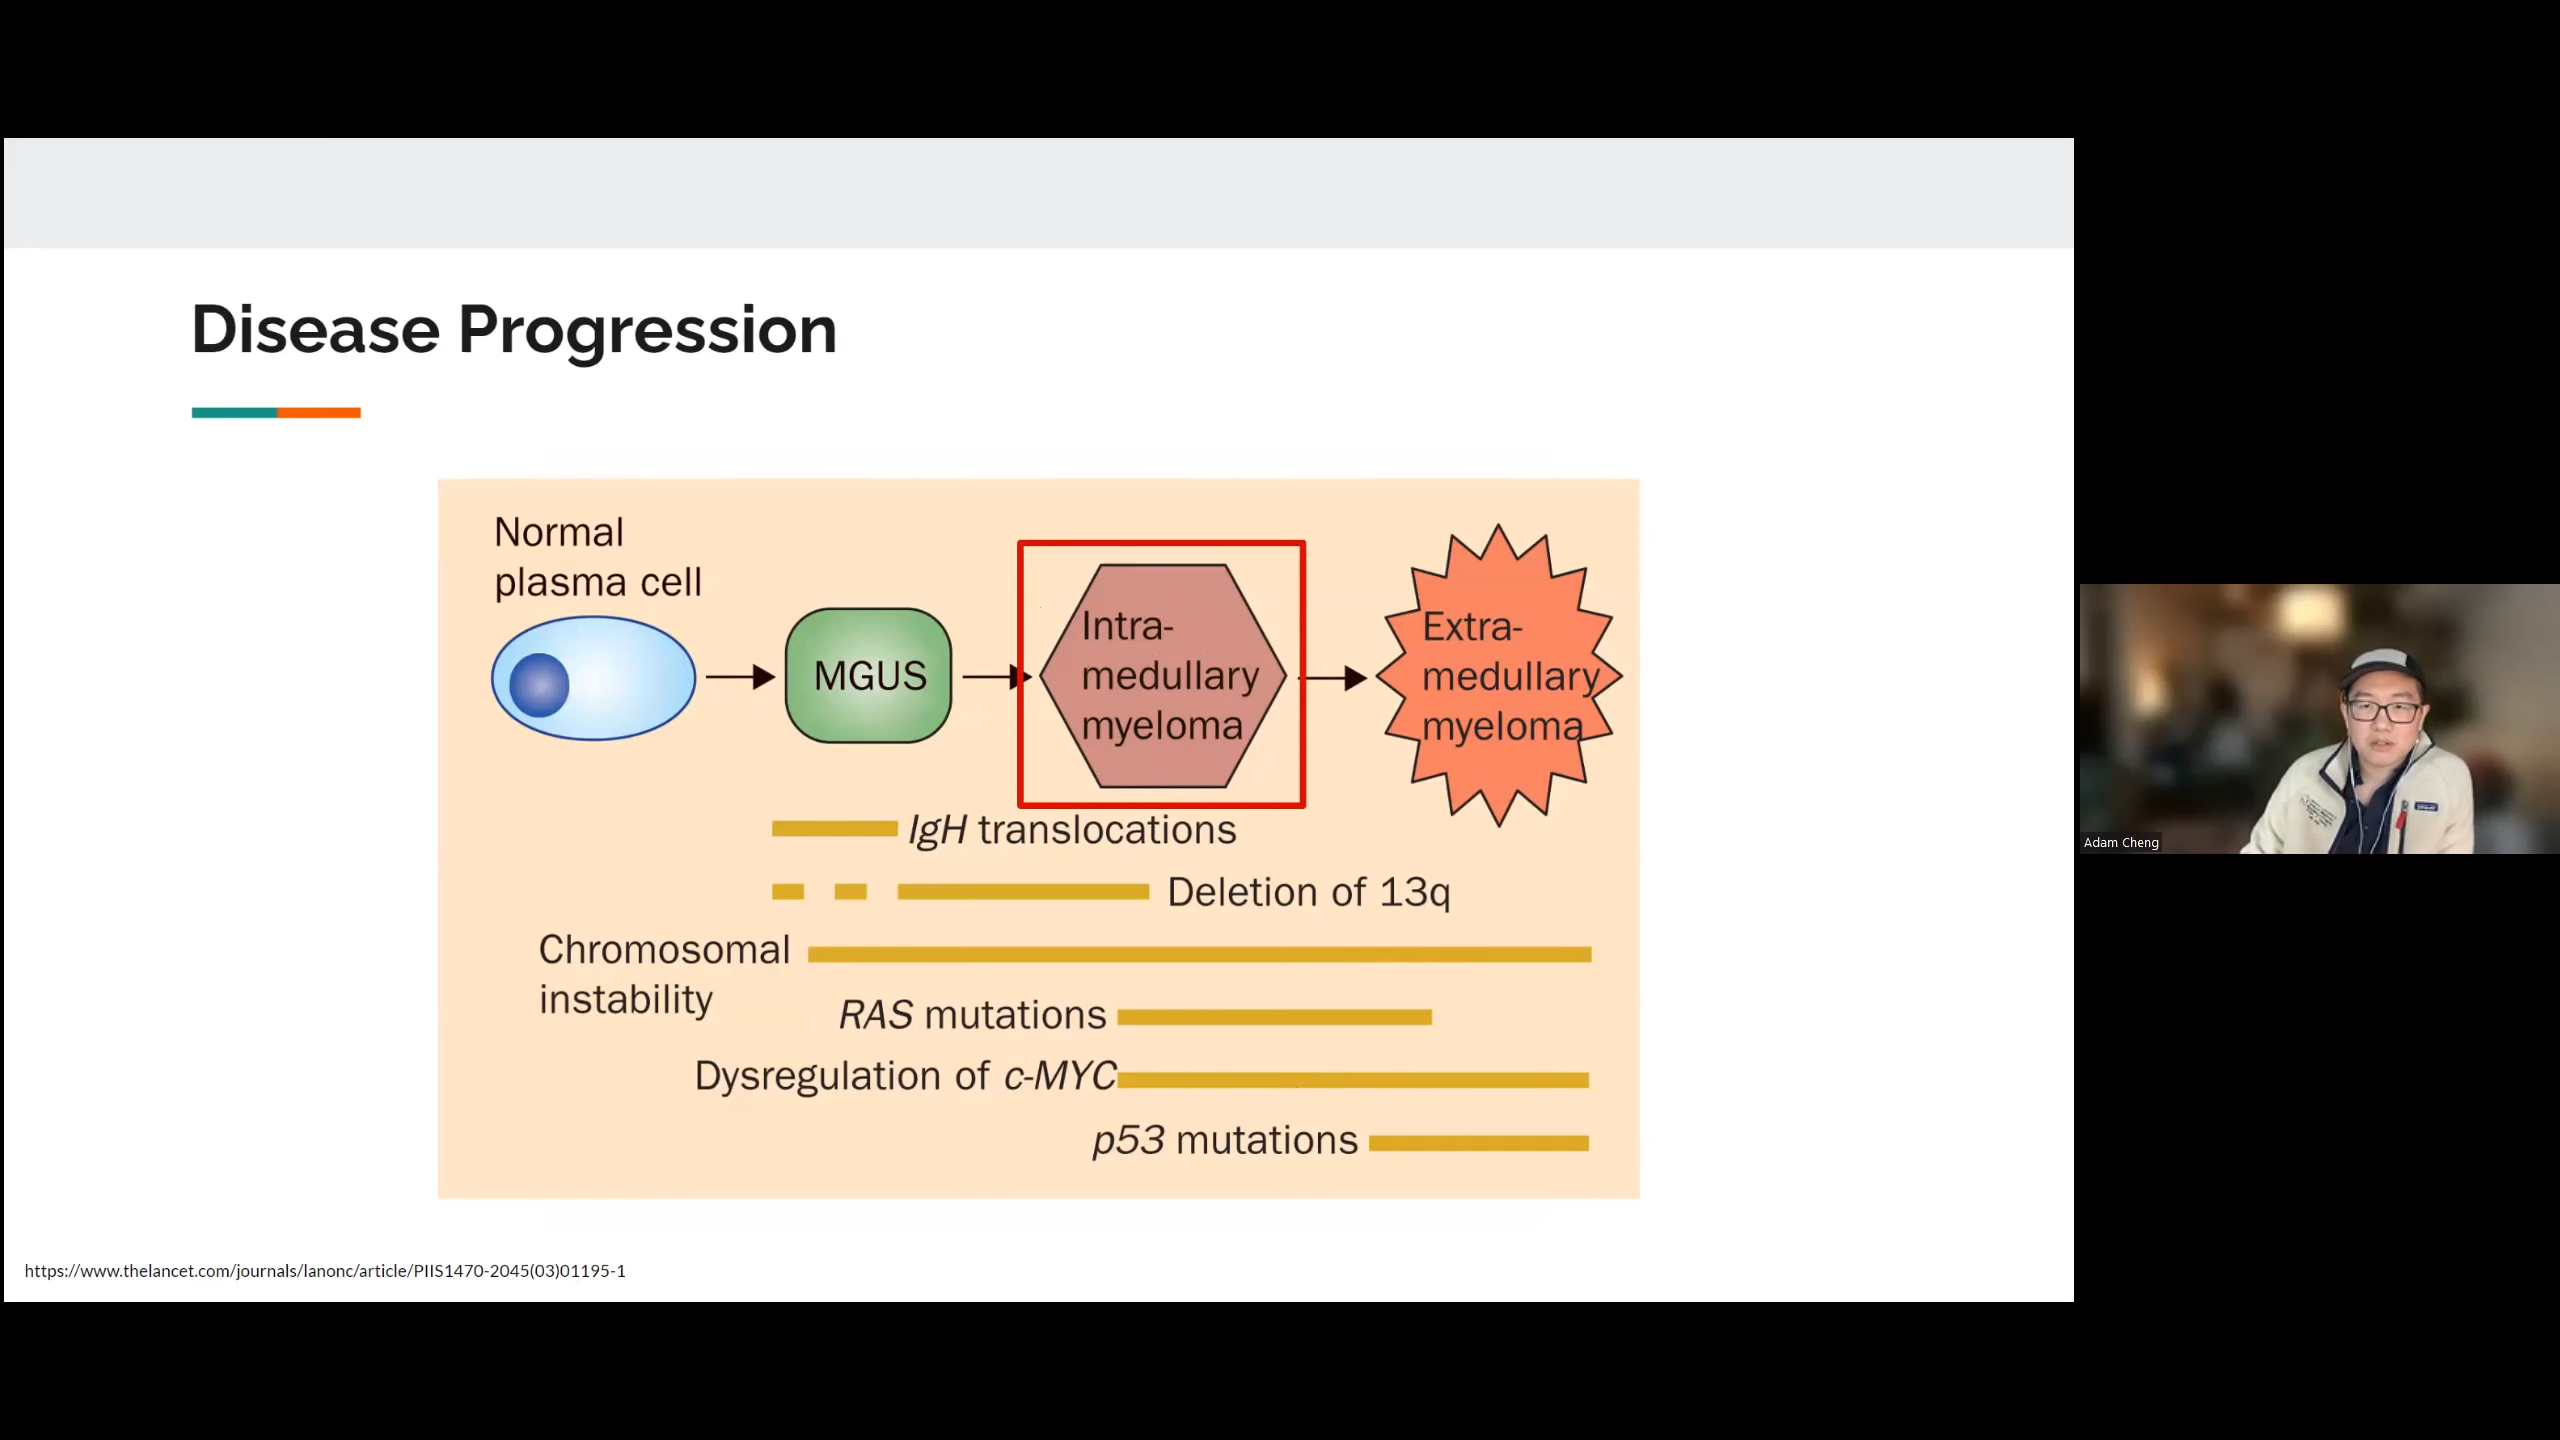 Disease Progression
Normal
plasma cell
MGUS
Intra-
medullary
myeloma
Extra-
medullary
myeloma
IgH translocations
Deletion of 13q
Chromosomal
instability
RAS mutations
Dysregulation of c-MYC
p53 mutations
https://www.thelancet.com/journals/lanonc/article/PIIS1470-2045(03)01195-1
Adam Cheng